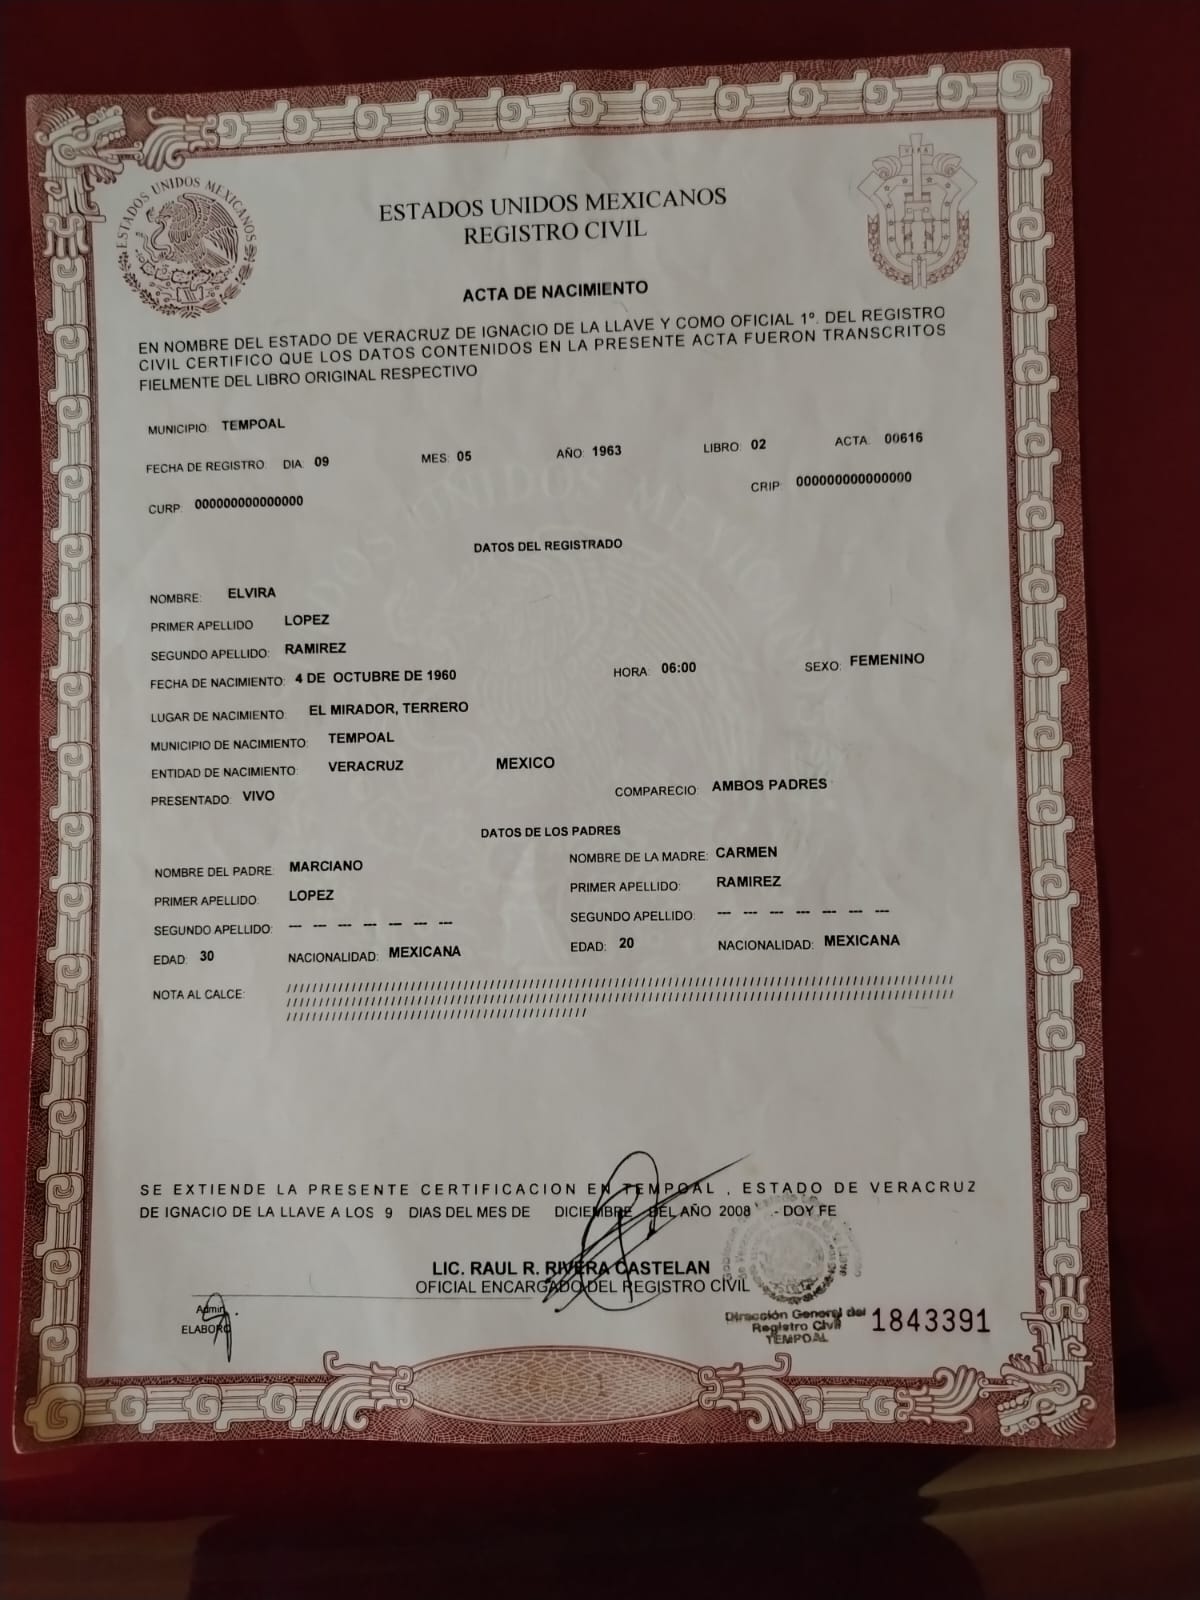 ESTADOS UNIDOS MEXICANOS
ESTADOS UNIDOS MEXICANOS
REGISTRO CIVIL
ACTA DE NACIMIENTO
EN NOMBRE DEL ESTADO DE VERACRUZ DE IGNACIO DE LA LLAVE Y COMO OFICIAL 1º. DEL REGISTRO
CIVIL CERTIFICO QUE LOS DATOS CONTENIDOS EN LA PRESENTE ACTA FUERON TRANSCRITOS
FIELMENTE DEL LIBRO ORIGINAL RESPECTIVO
MUNICIPIO: TEMPOAL
FECHA DE REGISTRO: DIA: 09 MES: 05 AÑO: 1963 LIBRO: 02 ACTA: 00616
CURP: 000000000000000 CRIP: 000000000000000
DATOS DEL REGISTRADO
NOMBRE: ELVIRA
PRIMER APELLIDO LOPEZ
SEGUNDO APELLIDO: RAMIREZ
FECHA DE NACIMIENTO: 4 DE OCTUBRE DE 1960 HORA: 06:00 SEXO: FEMENINO
LUGAR DE NACIMIENTO: EL MIRADOR, TERRERO
MUNICIPIO DE NACIMIENTO: TEMPOAL
ENTIDAD DE NACIMIENTO: VERACRUZ MEXICO
PRESENTADO: VIVO COMPARECIO: AMBOS PADRES
DATOS DE LOS PADRES
NOMBRE DEL PADRE: MARCIANO NOMBRE DE LA MADRE: CARMEN
PRIMER APELLIDO: LOPEZ PRIMER APELLIDO: RAMIREZ
SEGUNDO APELLIDO: --- --- --- --- --- --- --- SEGUNDO APELLIDO: --- --- --- --- --- --- ---
EDAD: 30 NACIONALIDAD: MEXICANA EDAD: 20 NACIONALIDAD: MEXICANA
NOTA AL CALCE:
SE EXTIENDE LA PRESENTE CERTIFICACION EN TEMPOAL , ESTADO DE VERACRUZ
DE IGNACIO DE LA LLAVE A LOS 9 DIAS DEL MES DE DICIEMBRE DEL AÑO 2008 .- DOY FE
LIC. RAUL R. RIVERA CASTELAN
OFICIAL ENCARGADO DEL REGISTRO CIVIL
Admin
ELABORO
Dirección General del
Registro Civil
TEMPOAL
1843391